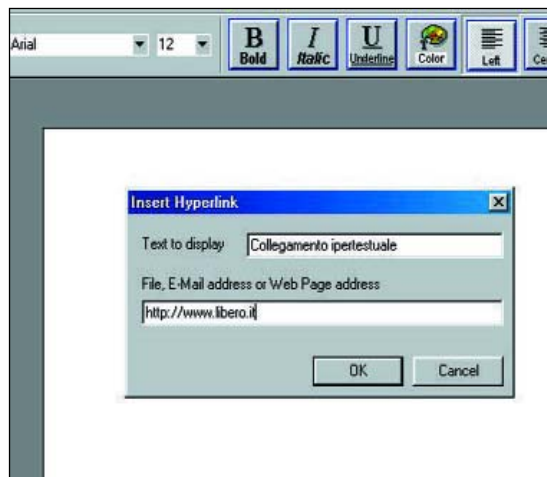 Arial 12 B I U
Bold Italic Underline Color Left
Insert Hyperlink
Text to display Collegamento ipertestuale
File, E-Mail address or Web Page address
http://www.libero.it
OK Cancel